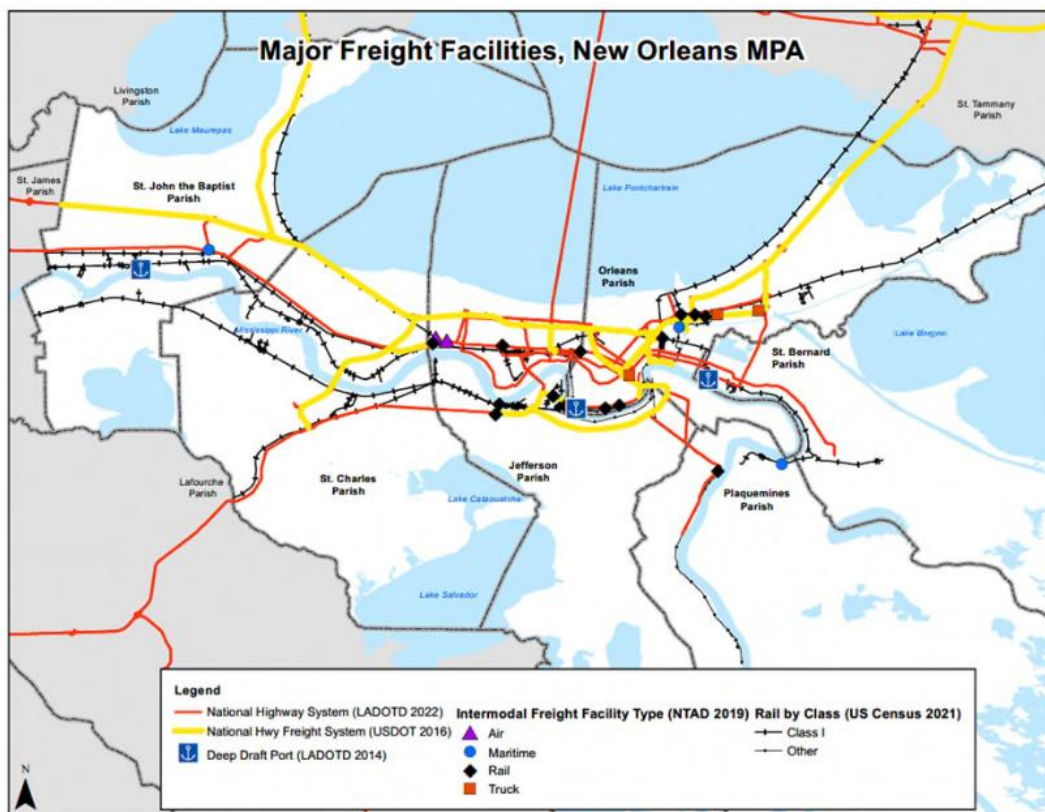 Major Freight Facilities, New Orleans MPA
Livingston
Parish
Lake Maurepas
St. Tammany
Parish
St. James
Parish
St. John the Baptist
Parish
Lake Pontchartrain
Orleans
Parish
Mississippi River
Lake Borgne
St. Bernard
Parish
Lafourche
Parish
St. Charles
Parish
Jefferson
Parish
Lake Cataouatche
Plaquemines
Parish
Lake Salvador
Legend
National Highway System (LADOTD 2022)
National Hwy Freight System (USDOT 2016)
Deep Draft Port (LADOTD 2014)
Intermodal Freight Facility Type (NTAD 2019)
Air
Maritime
Rail
Truck
Rail by Class (US Census 2021)
Class I
Other
N